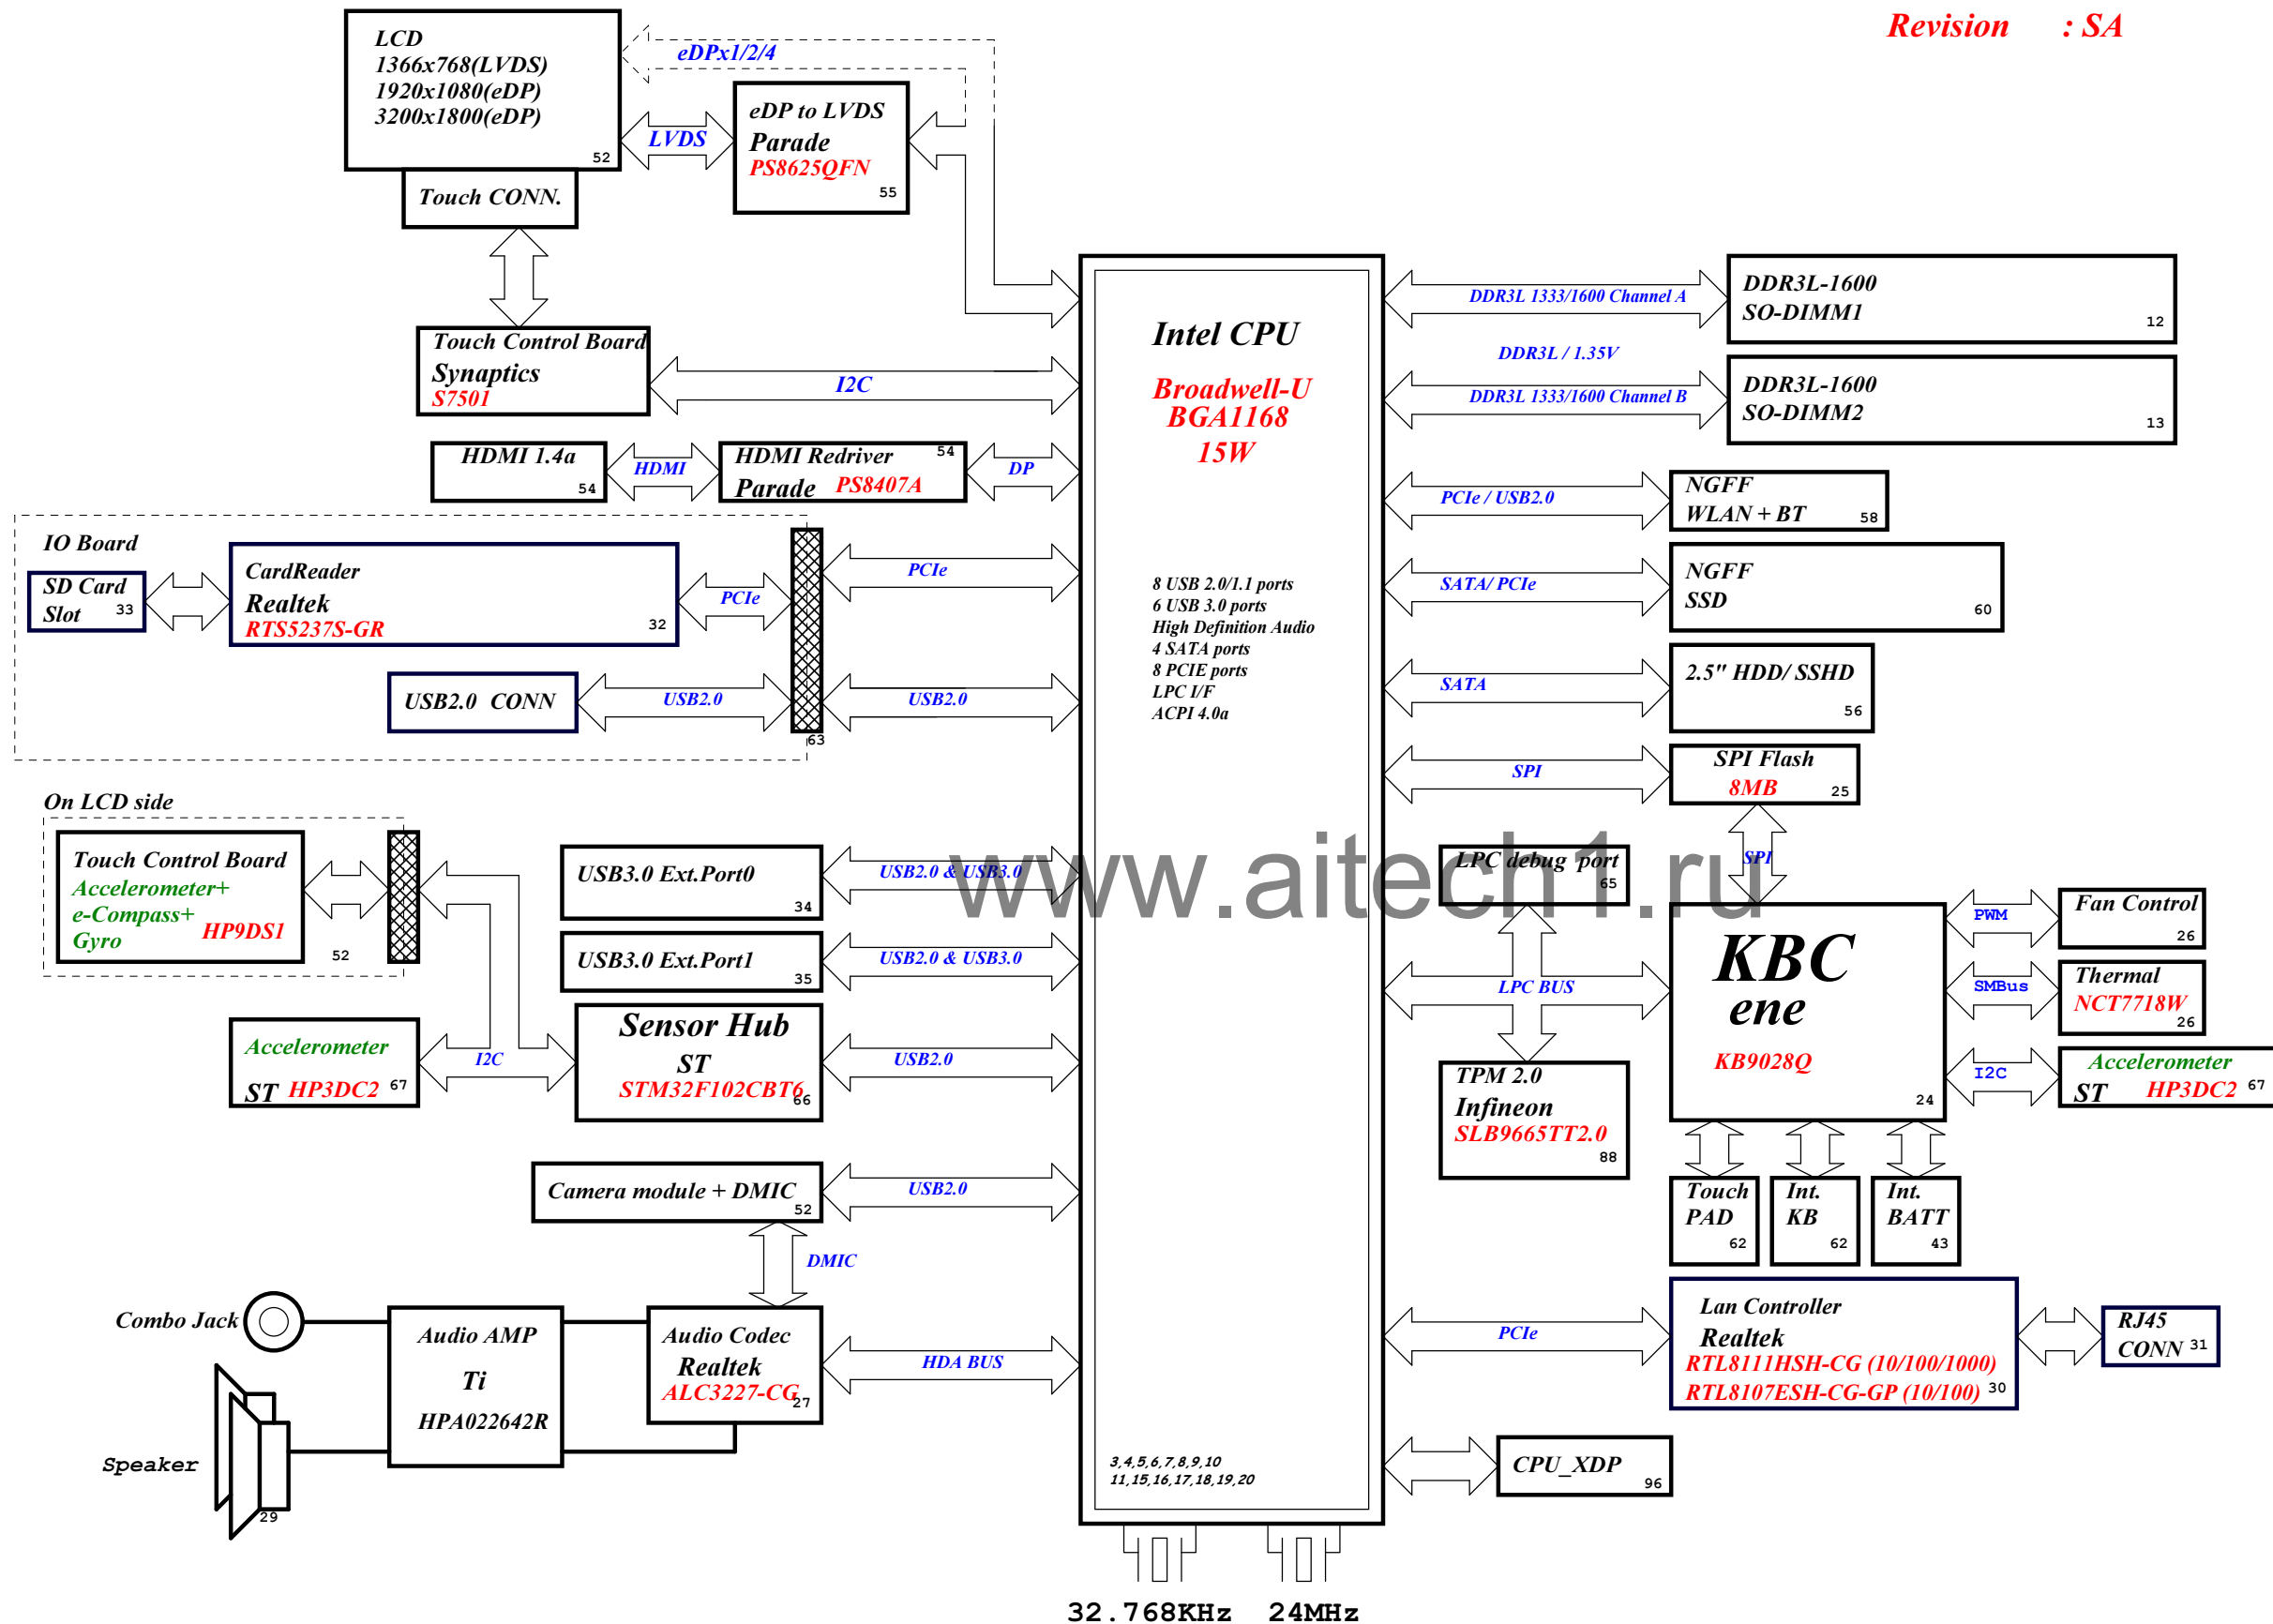 Revision : SA
LCD
1366x768(LVDS)
1920x1080(eDP)
3200x1800(eDP)
52
eDPx1/2/4
LVDS
eDP to LVDS
Parade
PS8625QFN
55
Touch CONN.
Touch Control Board
Synaptics
S7501
I2C
HDMI 1.4a
54
HDMI
HDMI Redriver
54
Parade PS8407A
DP
IO Board
SD Card
Slot 33
CardReader
Realtek
RTS5237S-GR
32
PCIe
PCIe
USB2.0 CONN
USB2.0
USB2.0
63
On LCD side
Touch Control Board
Accelerometer+
e-Compass+
Gyro
HP9DS1
52
USB3.0 Ext.Port0
34
USB2.0 & USB3.0
USB3.0 Ext.Port1
35
USB2.0 & USB3.0
Accelerometer
ST HP3DC2 67
I2C
Sensor Hub
ST
STM32F102CBT6
66
USB2.0
Camera module + DMIC
52
USB2.0
DMIC
Combo Jack
Speaker
29
Audio AMP
Ti
HPA022642R
Audio Codec
Realtek
ALC3227-CG
27
HDA BUS
Intel CPU
Broadwell-U
BGA1168
15W
8 USB 2.0/1.1 ports
6 USB 3.0 ports
High Definition Audio
4 SATA ports
8 PCIE ports
LPC I/F
ACPI 4.0a
3,4,5,6,7,8,9,10
11,15,16,17,18,19,20
32.768KHz 24MHz
DDR3L 1333/1600 Channel A
DDR3L-1600
SO-DIMM1
12
DDR3L / 1.35V
DDR3L 1333/1600 Channel B
DDR3L-1600
SO-DIMM2
13
PCIe / USB2.0
NGFF
WLAN + BT
58
SATA/ PCIe
NGFF
SSD
60
SATA
2.5" HDD/ SSHD
56
SPI
SPI Flash
8MB
25
SPI
www.aitech1.ru
LPC debug port
65
LPC BUS
TPM 2.0
Infineon
SLB9665TT2.0
88
KBC
ene
KB9028Q
24
PWM
Fan Control
26
SMBus
Thermal
NCT7718W
26
I2C
Accelerometer
ST HP3DC2 67
Touch
PAD
62
Int.
KB
62
Int.
BATT
43
PCIe
Lan Controller
Realtek
RTL8111HSH-CG (10/100/1000)
RTL8107ESH-CG-GP (10/100) 30
RJ45
CONN 31
CPU_XDP
96